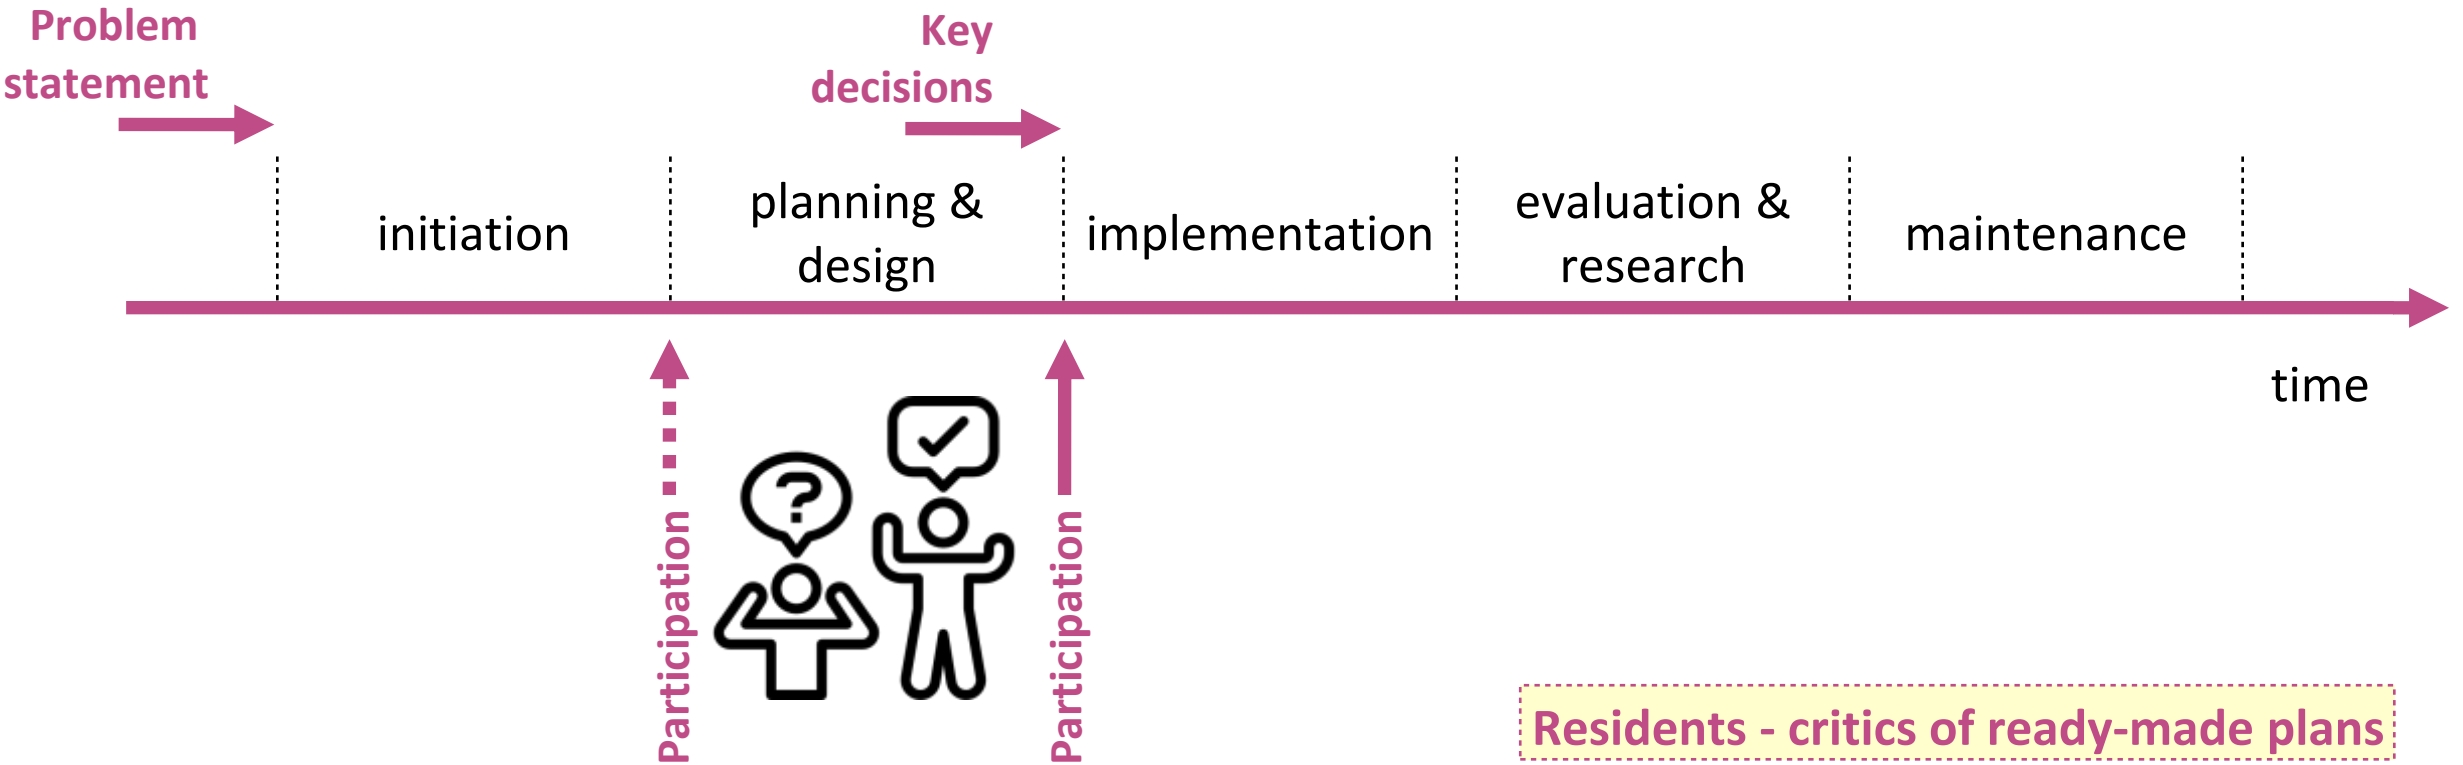 Problem
statement
Key
decisions
initiation
planning &
design
implementation
evaluation &
research
maintenance
time
?
Participation
Participation
Residents - critics of ready-made plans